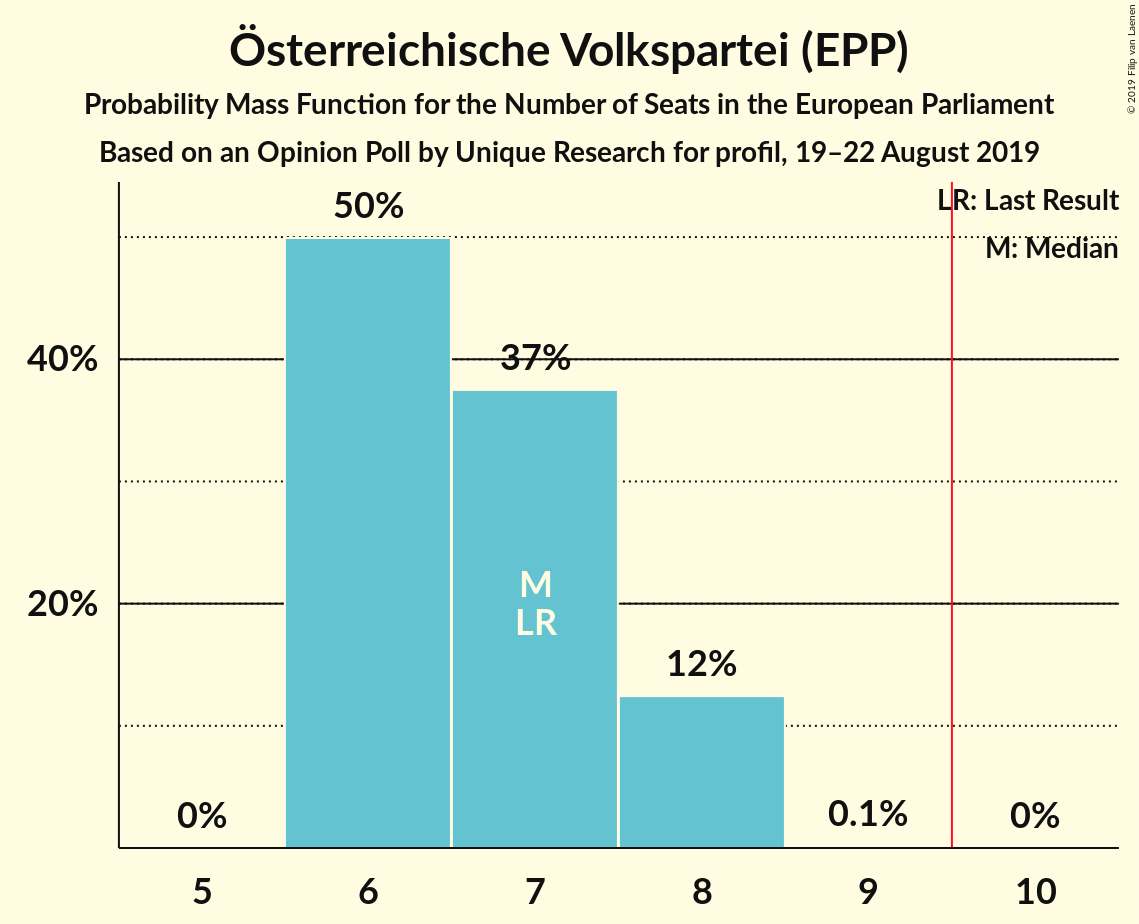 Österreichische Volkspartei (EPP)
Probability Mass Function for the Number of Seats in the European Parliament
Based on an Opinion Poll by Unique Research for profil, 19–22 August 2019
© 2019 Filip van Laenen
LR: Last Result
M: Median
50%
40%
37%
20%
M
LR
12%
0%
0.1%
0%
5
6
7
8
9
10